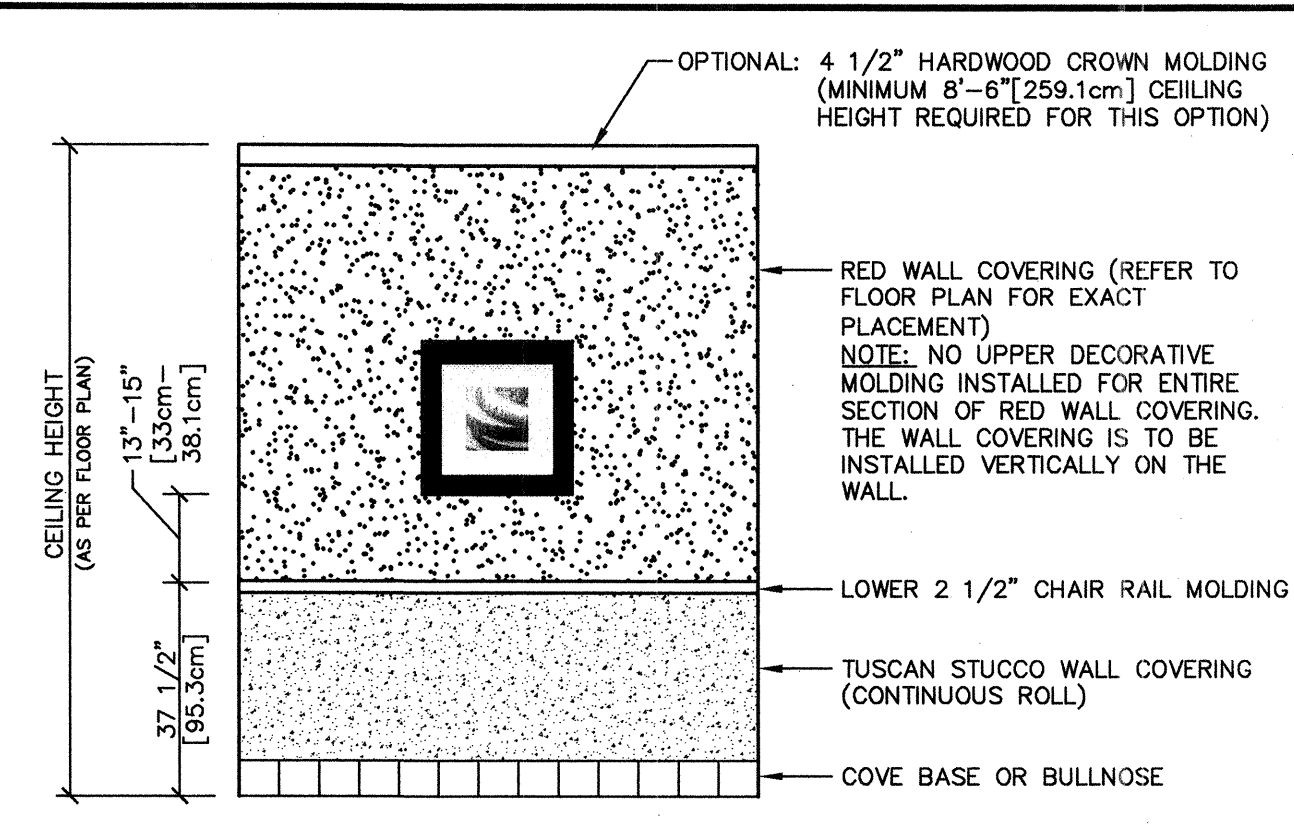 OPTIONAL: 4 1/2" HARDWOOD CROWN MOLDING
(MINIMUM 8'-6"[259.1cm] CEIILING
HEIGHT REQUIRED FOR THIS OPTION)
RED WALL COVERING (REFER TO
FLOOR PLAN FOR EXACT
PLACEMENT)
NOTE: NO UPPER DECORATIVE
MOLDING INSTALLED FOR ENTIRE
SECTION OF RED WALL COVERING.
THE WALL COVERING IS TO BE
INSTALLED VERTICALLY ON THE
WALL.
LOWER 2 1/2" CHAIR RAIL MOLDING
TUSCAN STUCCO WALL COVERING
(CONTINUOUS ROLL)
COVE BASE OR BULLNOSE
CEILING HEIGHT
(AS PER FLOOR PLAN)
13"-15"
[33cm-
38.1cm]
37 1/2"
[95.3cm]